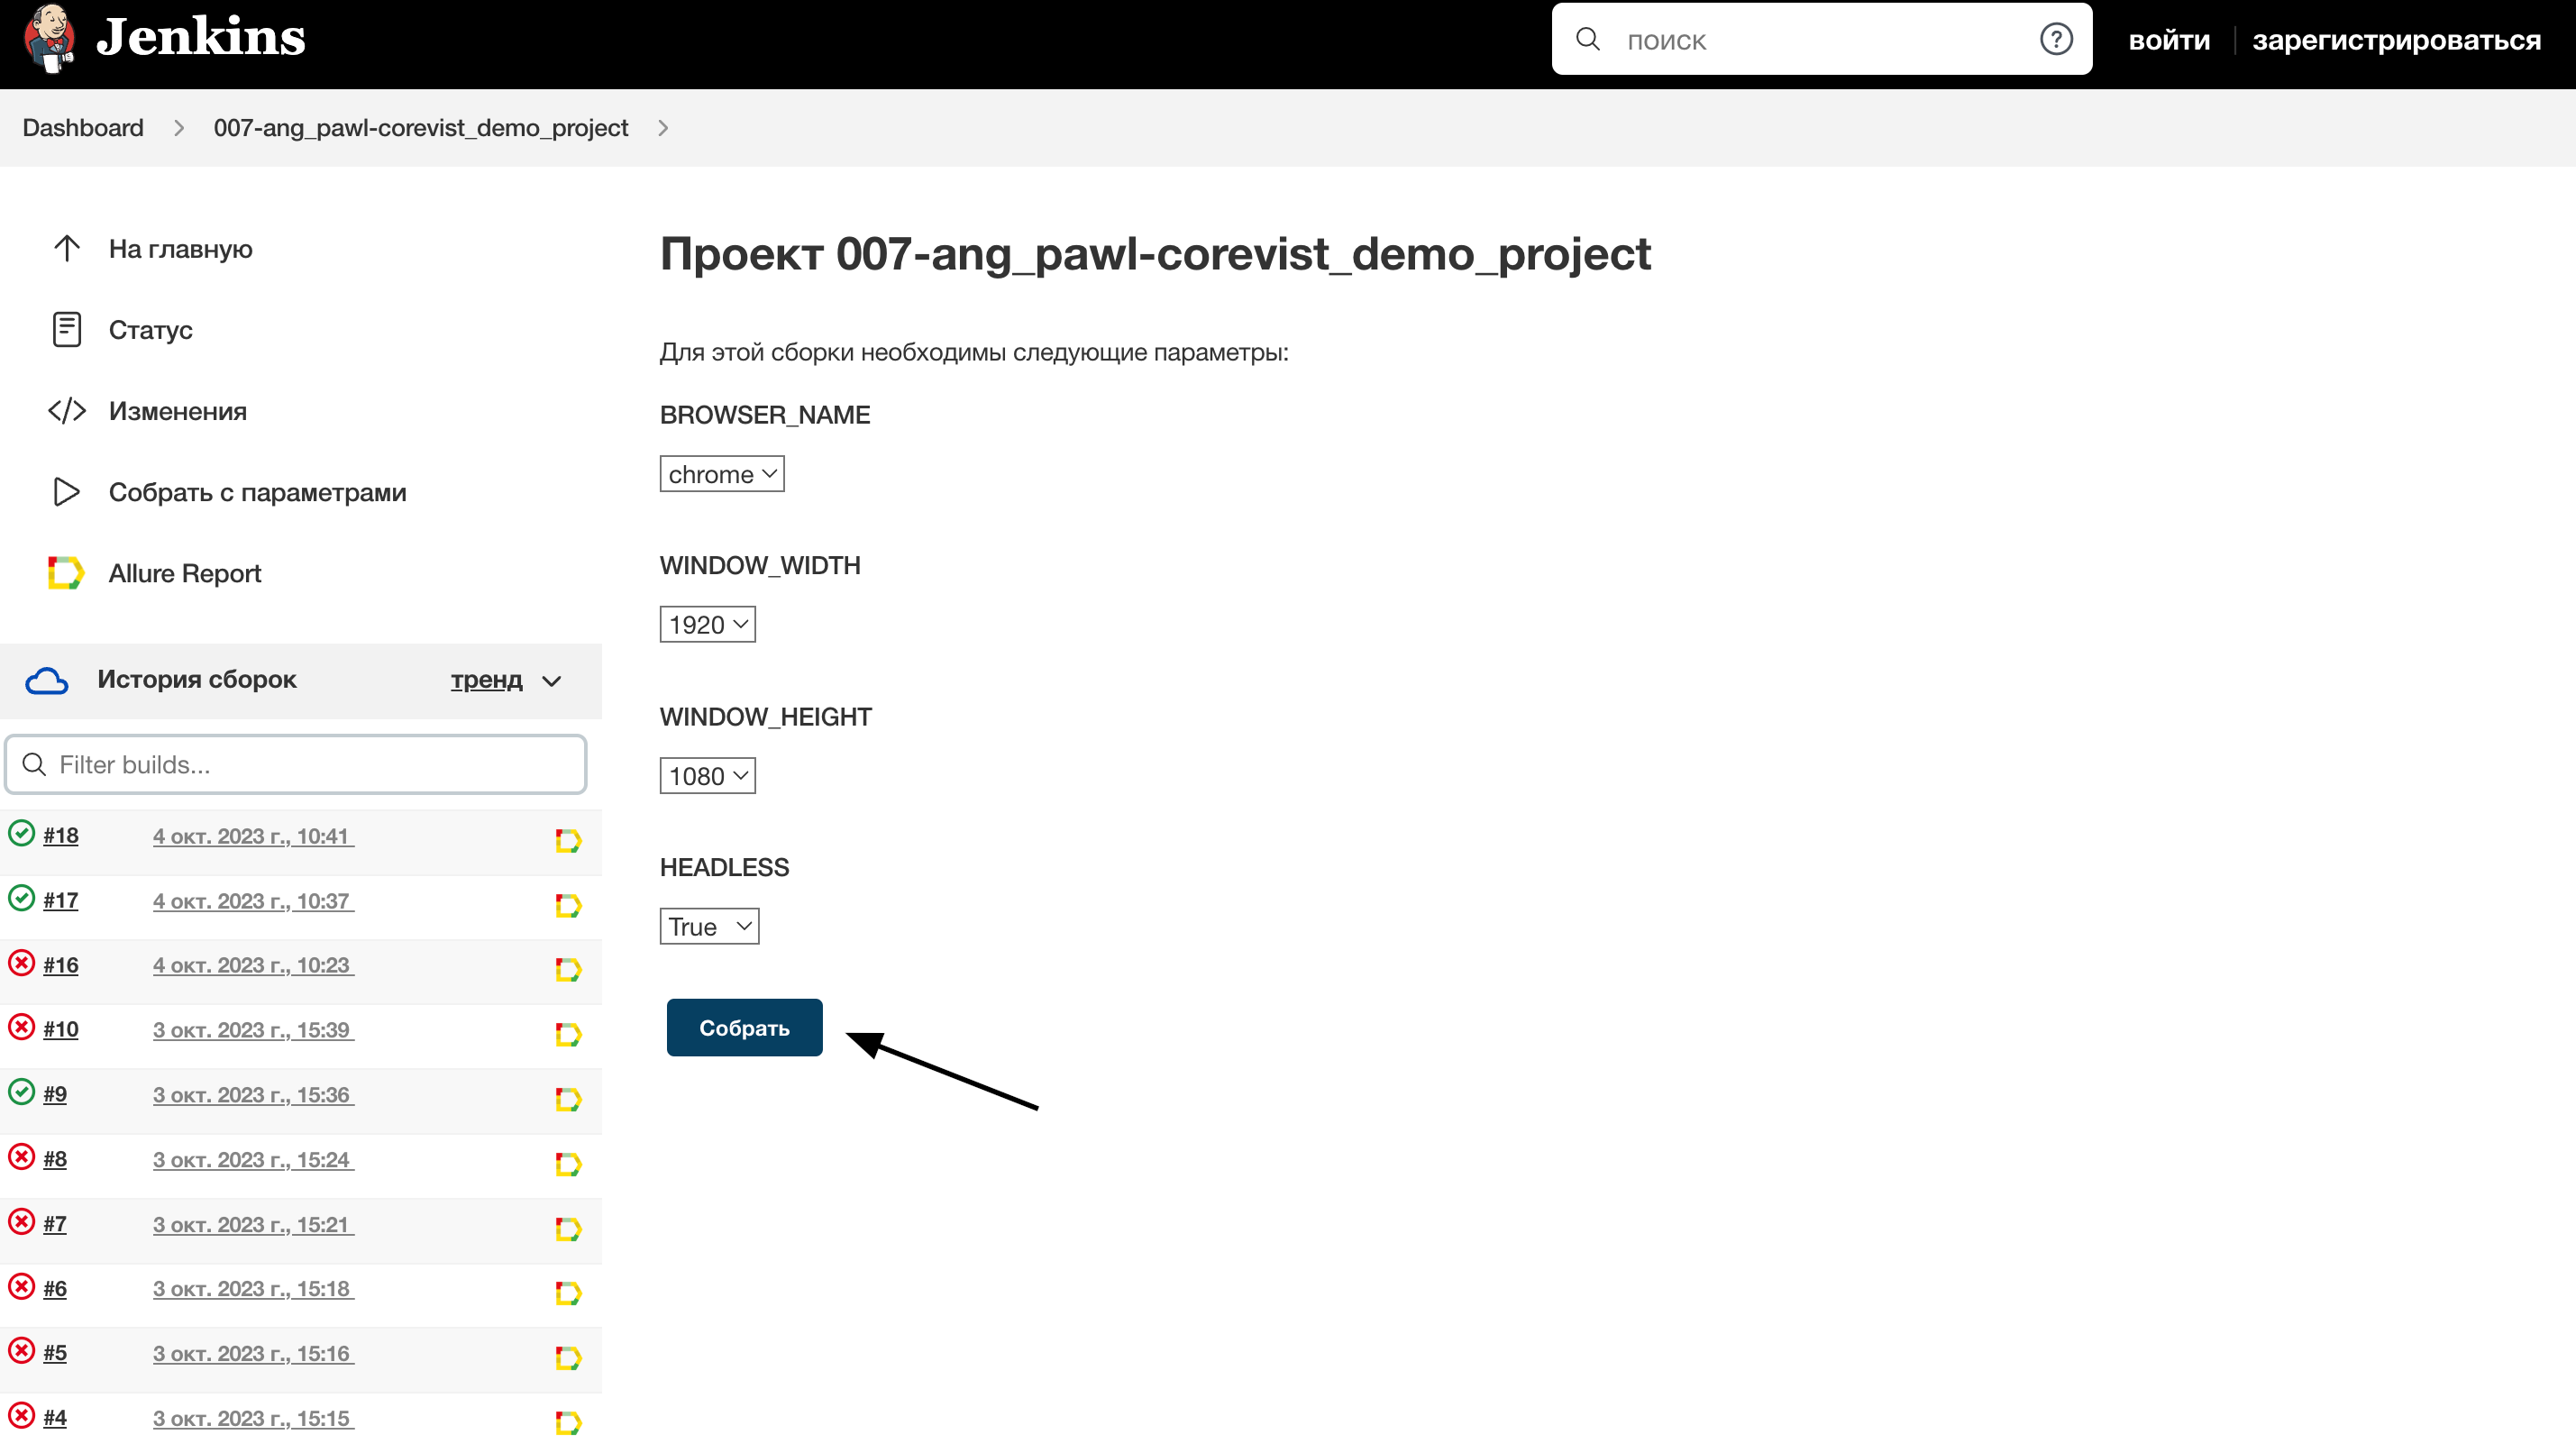 Jenkins
поиск
войти
зарегистрироваться
Dashboard
007-ang_pawl-corevist_demo_project
На главную
Статус
Изменения
Собрать с параметрами
Allure Report
История сборок
тренд
Filter builds...
#18 4 окт. 2023 г., 10:41
#17 4 окт. 2023 г., 10:37
#16 4 окт. 2023 г., 10:23
#10 3 окт. 2023 г., 15:39
#9 3 окт. 2023 г., 15:36
#8 3 окт. 2023 г., 15:24
#7 3 окт. 2023 г., 15:21
#6 3 окт. 2023 г., 15:18
#5 3 окт. 2023 г., 15:16
#4 3 окт. 2023 г., 15:15
Проект 007-ang_pawl-corevist_demo_project
Для этой сборки необходимы следующие параметры:
BROWSER_NAME
chrome
WINDOW_WIDTH
1920
WINDOW_HEIGHT
1080
HEADLESS
True
Собрать